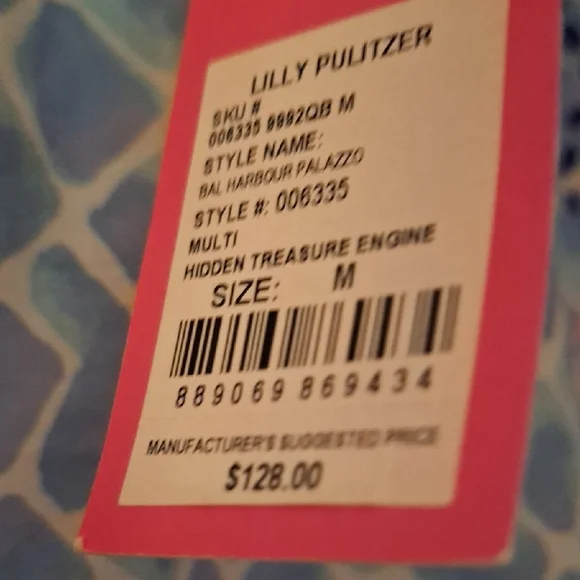 LILLY PULITZER
SKU #
006335 9992QB M
STYLE NAME:
BAL HARBOUR PALAZZO
STYLE #: 006335
MULTI
HIDDEN TREASURE ENGINE
SIZE: M
889069 869434
MANUFACTURER'S SUGGESTED PRICE
$128.00